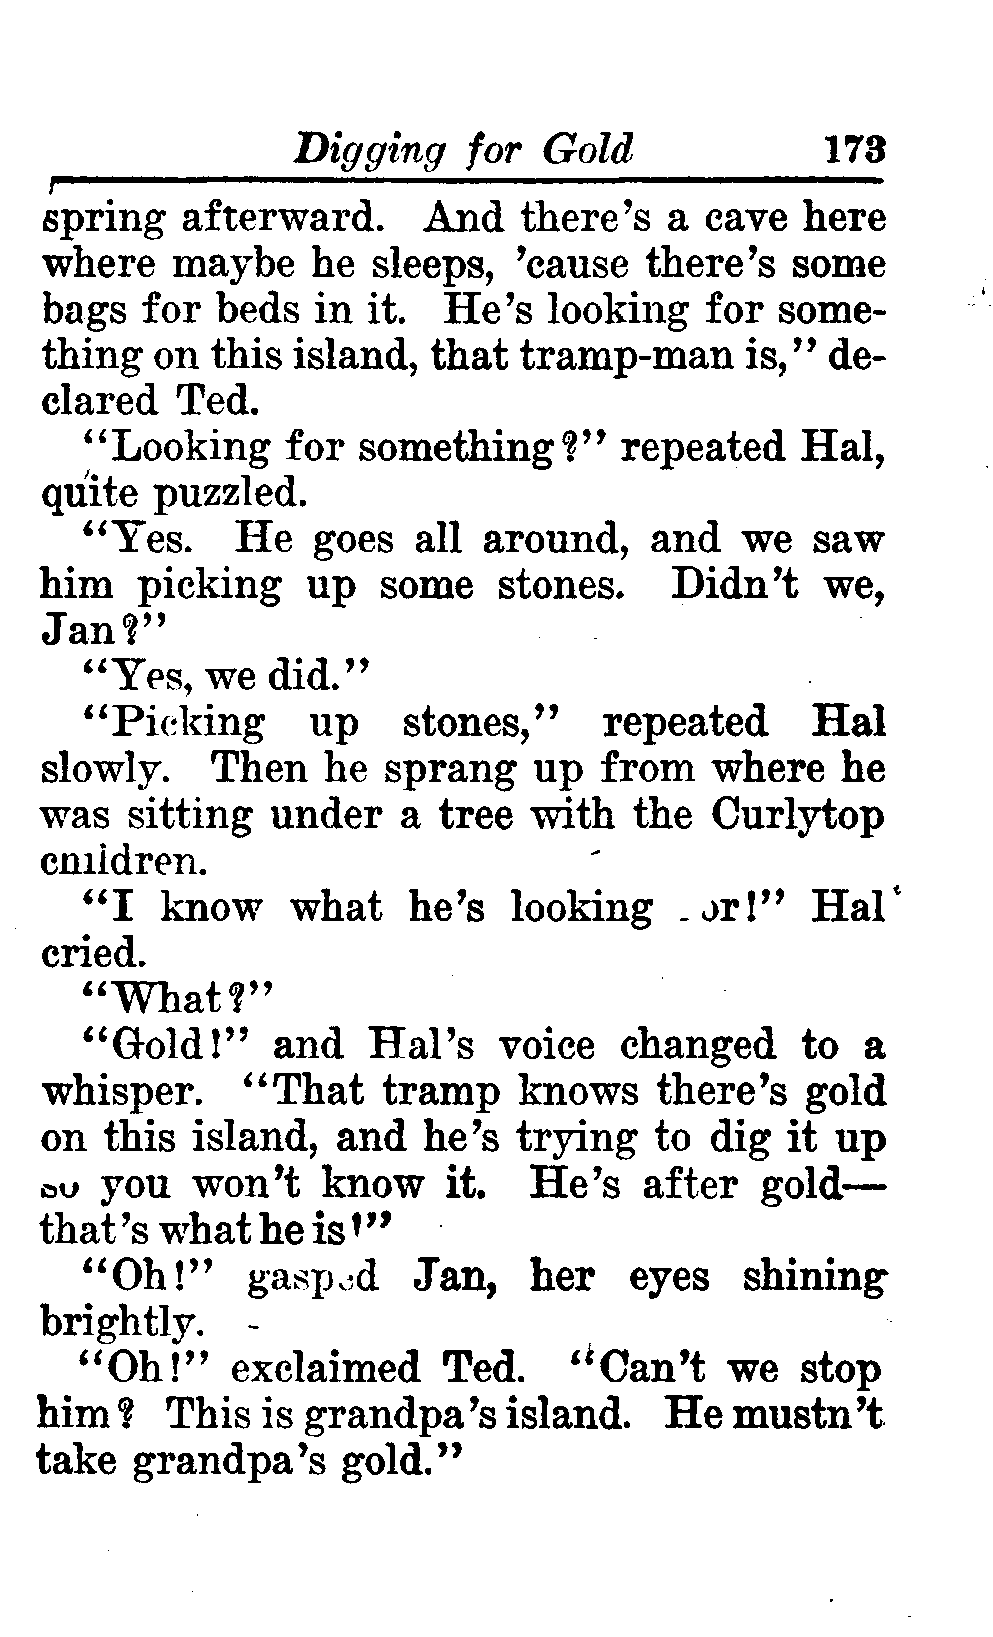 Digging for Gold 173
spring afterward. And there's a cave here
where maybe he sleeps, 'cause there's some
bags for beds in it. He's looking for some-
thing on this island, that tramp-man is," de-
clared Ted.
"Looking for something?" repeated Hal,
quite puzzled.
"Yes. He goes all around, and we saw
him picking up some stones. Didn't we,
Jan?"
"Yes, we did."
"Picking up stones," repeated Hal
slowly. Then he sprang up from where he
was sitting under a tree with the Curlytop
children.
"I know what he's looking for!" Hal
cried.
"What?"
"Gold!" and Hal's voice changed to a
whisper. "That tramp knows there's gold
on this island, and he's trying to dig it up
so you won't know it. He's after gold—
that's what he is!"
"Oh!" gasped Jan, her eyes shining
brightly.
"Oh!" exclaimed Ted. "Can't we stop
him? This is grandpa's island. He mustn't
take grandpa's gold."